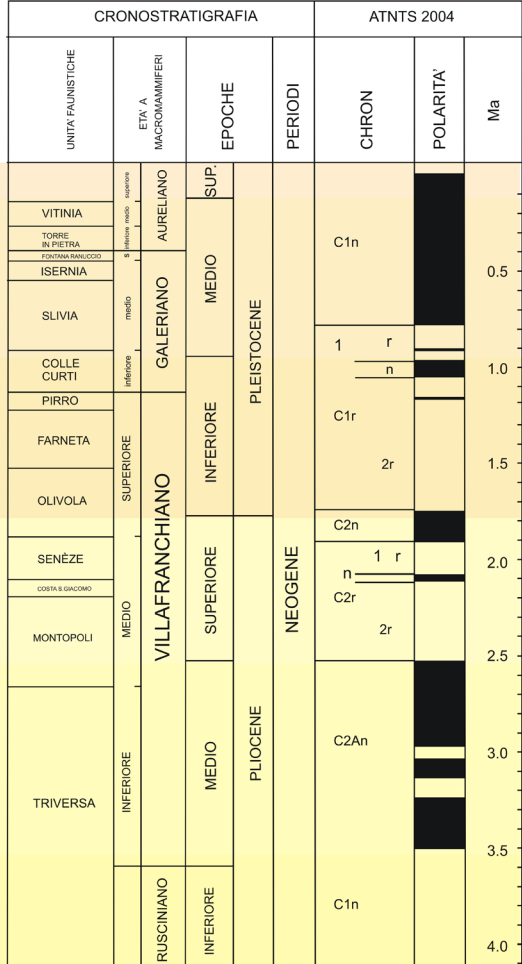 CRONOSTRATIGRAFIA
ATNTS 2004
UNITA' FAUNISTICHE
ETA' A
MACROMAMMIFERI
EPOCHE
PERIODI
CHRON
POLARITA'
Ma
VITINIA
TORRE
IN PIETRA
FONTANA RANUCCIO
ISERNIA
SLIVIA
COLLE
CURTI
PIRRO
FARNETA
OLIVOLA
SENÈZE
COSTA S.GIACOMO
MONTOPOLI
TRIVERSA
superiore
medio
inferiore
s
medio
inferiore
SUPERIORE
MEDIO
INFERIORE
AURELIANO
GALERIANO
VILLAFRANCHIANO
RUSCINIANO
SUP.
MEDIO
INFERIORE
SUPERIORE
MEDIO
INFERIORE
PLEISTOCENE
PLIOCENE
NEOGENE
C1n
1 r
n
C1r
2r
C2n
1 r
n
C2r
2r
C2An
C1n
0.5
1.0
1.5
2.0
2.5
3.0
3.5
4.0